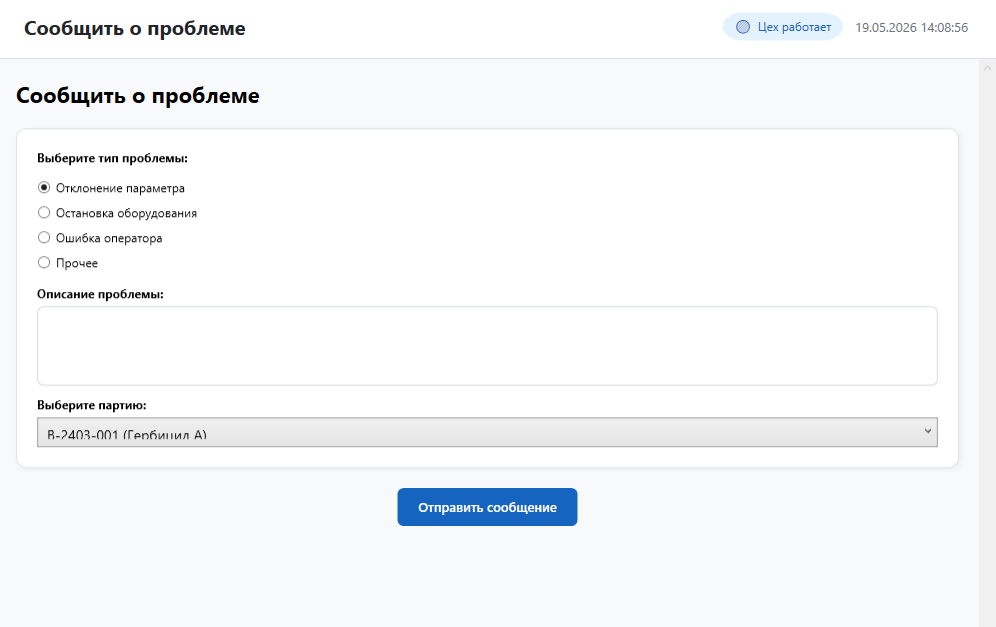 Сообщить о проблеме
Цех работает 19.05.2026 14:08:56
Сообщить о проблеме
Выберите тип проблемы:
Отклонение параметра
Остановка оборудования
Ошибка оператора
Прочее
Описание проблемы:
Выберите партию:
B-2403-001 (Гербицид А)
Отправить сообщение